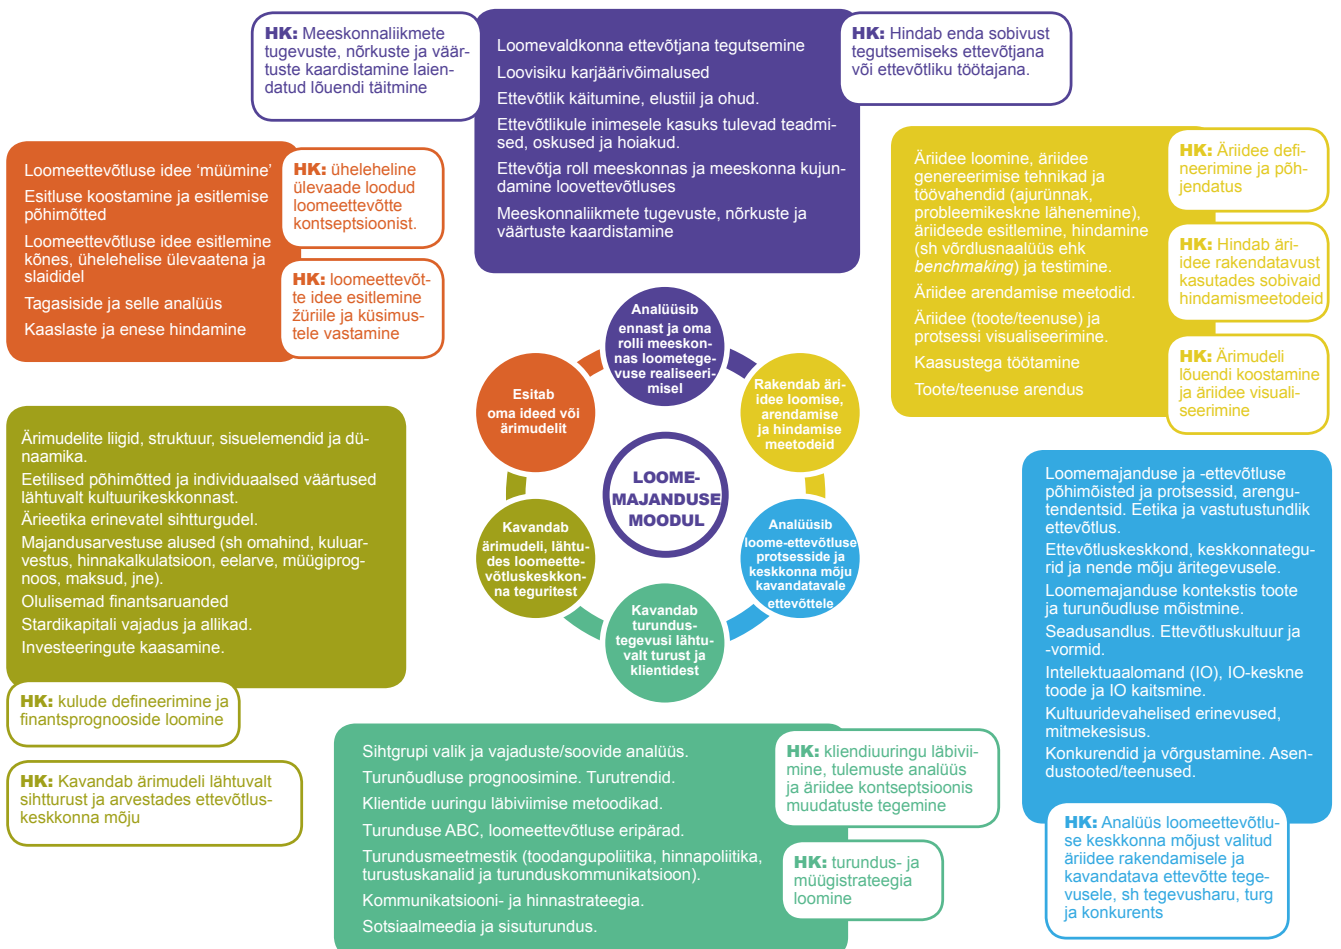 HK: Meeskonnaliikmete
tugevuste, nõrkuste ja väär-
tuste kaardistamine laien-
datud lõuendi täitmine
Loomevaldkonna ettevõtjana tegutsemine
Loovisiku karjäärivõimalused
Ettevõtlik käitumine, elustiil ja ohud.
Ettevõtlikule inimesele kasuks tulevad teadmi-
sed, oskused ja hoiakud.
Ettevõtja roll meeskonnas ja meeskonna kujun-
damine loovettevõtluses
Meeskonnaliikmete tugevuste, nõrkuste ja
väärtuste kaardistamine
HK: Hindab enda sobivust
tegutsemiseks ettevõtjana
või ettevõtliku töötajana.
Loomeettevõtluse idee ‘müümine’
Esitluse koostamine ja esitlemise
põhimõtted
Loomeettevõtluse idee esitlemine
kõnes, ühelehelise ülevaatena ja
slaididel
Tagasiside ja selle analüüs
Kaaslaste ja enese hindamine
HK: üheleheline
ülevaade loodud
loomeettevõtte
kontseptsioonist.
HK: loomeettevõt-
te idee esitlemine
žüriile ja küsimus-
tele vastamine
Äriidee loomine, äriidee
genereerimise tehnikad ja
töövahendid (ajurünnak,
probleemikeskne lähenemine),
äriideede esitlemine, hindamine
(sh võrdlusnaalüüs ehk
benchmaking) ja testimine.
Äriidee arendamise meetodid.
Äriidee (toote/teenuse) ja
protsessi visualiseerimine.
Kaasustega töötamine
Toote/teenuse arendus
HK: Äriidee defi-
neerimine ja põh-
jendatus
HK: Hindab äri-
idee rakendatavust
kasutades sobivaid
hindamismeetodeid
HK: Ärimudeli
lõuendi koostamine
ja äriidee visuali-
seerimine
Analüüsib
ennast ja oma
rolli meeskon-
nas loometege-
vuse realiseeri-
misel
Esitab
oma ideed või
ärimudelit
Rakendab äri-
idee loomise,
arendamise
ja hindamise
meetodeid
LOOME-
MAJANDUSE
MOODUL
Kavandab
ärimudeli, lähtu-
des loomeette-
võtluskeskkon-
na teguritest
Analüüsib
loome-ettevõtluse
protsesside ja
keskkonna mõju
kavandatavale
ettevõttele
Kavandab
turundus-
tegevusi lähtu-
valt turust ja
klientidest
Ärimudelite liigid, struktuur, sisuelemendid ja dü-
naamika.
Eetilised põhimõtted ja individuaalsed väärtused
lähtuvalt kultuurikeskkonnast.
Ärieetika erinevatel sihtturgudel.
Majandusarvestuse alused (sh omahind, kuluar-
vestus, hinnakalkulatsioon, eelarve, müügiprog-
noos, maksud, jne).
Olulisemad finantsaruanded
Stardikapitali vajadus ja allikad.
Investeeringute kaasamine.
HK: kulude defineerimine ja
finantsprognooside loomine
HK: Kavandab ärimudeli lähtuvalt
sihtturust ja arvestades ettevõtlus-
keskkonna mõju
Loomemajanduse ja -ettevõtluse
põhimõisted ja protsessid, arengu-
tendentsid. Eetika ja vastutustundlik
ettevõtlus.
Ettevõtluskeskkond, keskkonnategu-
rid ja nende mõju äritegevusele.
Loomemajanduse kontekstis toote
ja turunõudluse mõistmine.
Seadusandlus. Ettevõtluskultuur ja
-vormid.
Intellektuaalomand (IO), IO-keskne
toode ja IO kaitsmine.
Kultuuridevahelised erinevused,
mitmekesisus.
Konkurendid ja võrgustamine. Asen-
dustooted/teenused.
HK: Analüüs loomeettevõtlu-
se keskkonna mõjust valitud
äriidee rakendamisele ja
kavandatava ettevõtte tege-
vusele, sh tegevusharu, turg
ja konkurents
Sihtgrupi valik ja vajaduste/soovide analüüs.
Turunõudluse prognoosimine. Turutrendid.
Klientide uuringu läbiviimise metoodikad.
Turunduse ABC, loomeettevõtluse eripärad.
Turundusmeetmestik (toodangupoliitika, hinnapoliitika,
turustuskanalid ja turunduskommunikatsioon).
Kommunikatsiooni- ja hinnastrateegia.
Sotsiaalmeedia ja sisuturundus.
HK: kliendiuuringu läbivii-
mine, tulemuste analüüs
ja äriidee kontseptsioonis
muudatuste tegemine
HK: turundus- ja
müügistrateegia
loomine